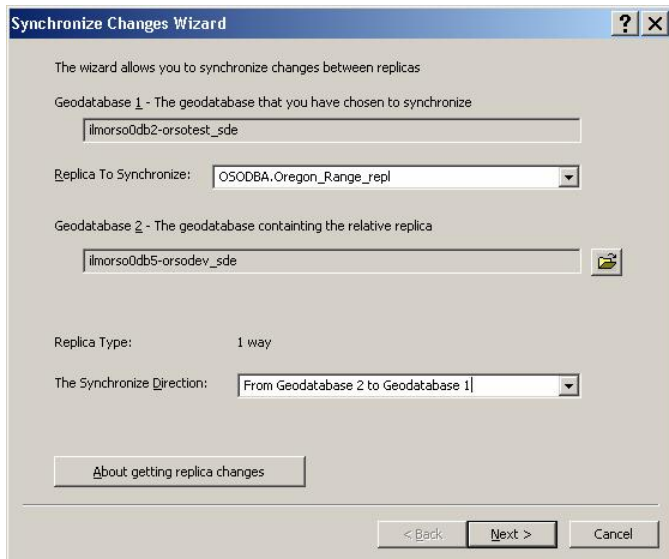 Synchronize Changes Wizard
The wizard allows you to synchronize changes between replicas
Geodatabase 1 - The geodatabase that you have chosen to synchronize
ilmorso0db2-orsotest_sde
Replica To Synchronize: OSODBA.Oregon_Range_repl
Geodatabase 2 - The geodatabase containting the relative replica
ilmorso0db5-orsodev_sde
Replica Type: 1 way
The Synchronize Direction: From Geodatabase 2 to Geodatabase 1
About getting replica changes
< Back Next > Cancel